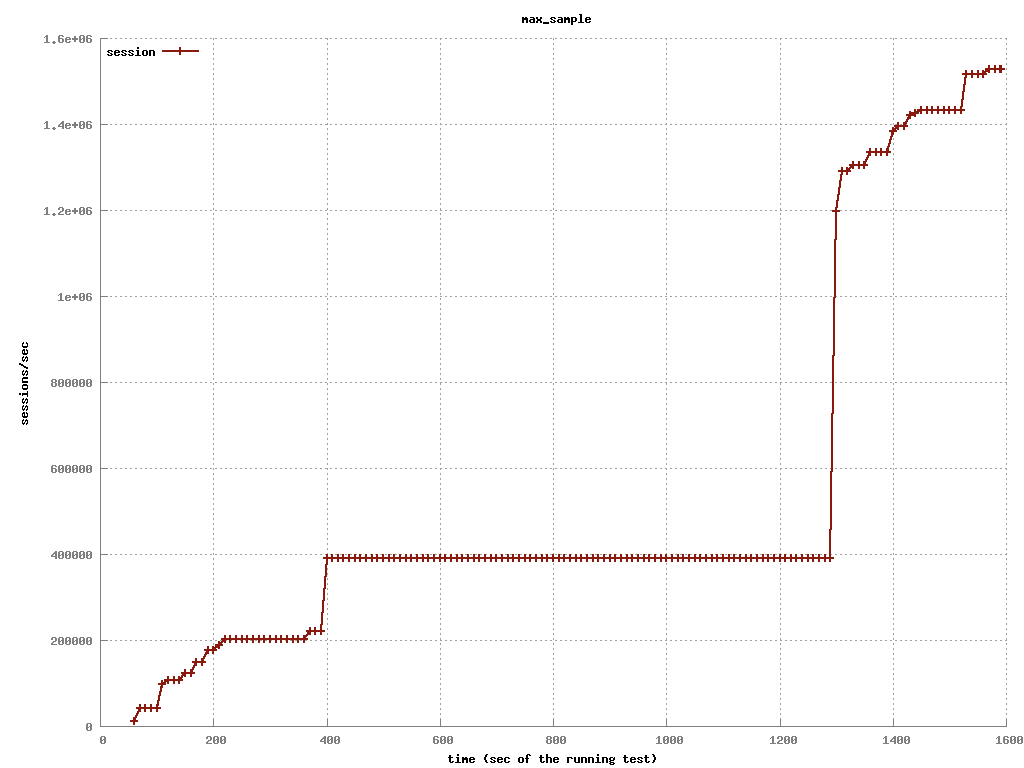 max_sample
session
1.6e+06
1.4e+06
1.2e+06
1e+06
800000
600000
400000
200000
0
sessions/sec
0 200 400 600 800 1000 1200 1400 1600
time (sec of the running test)